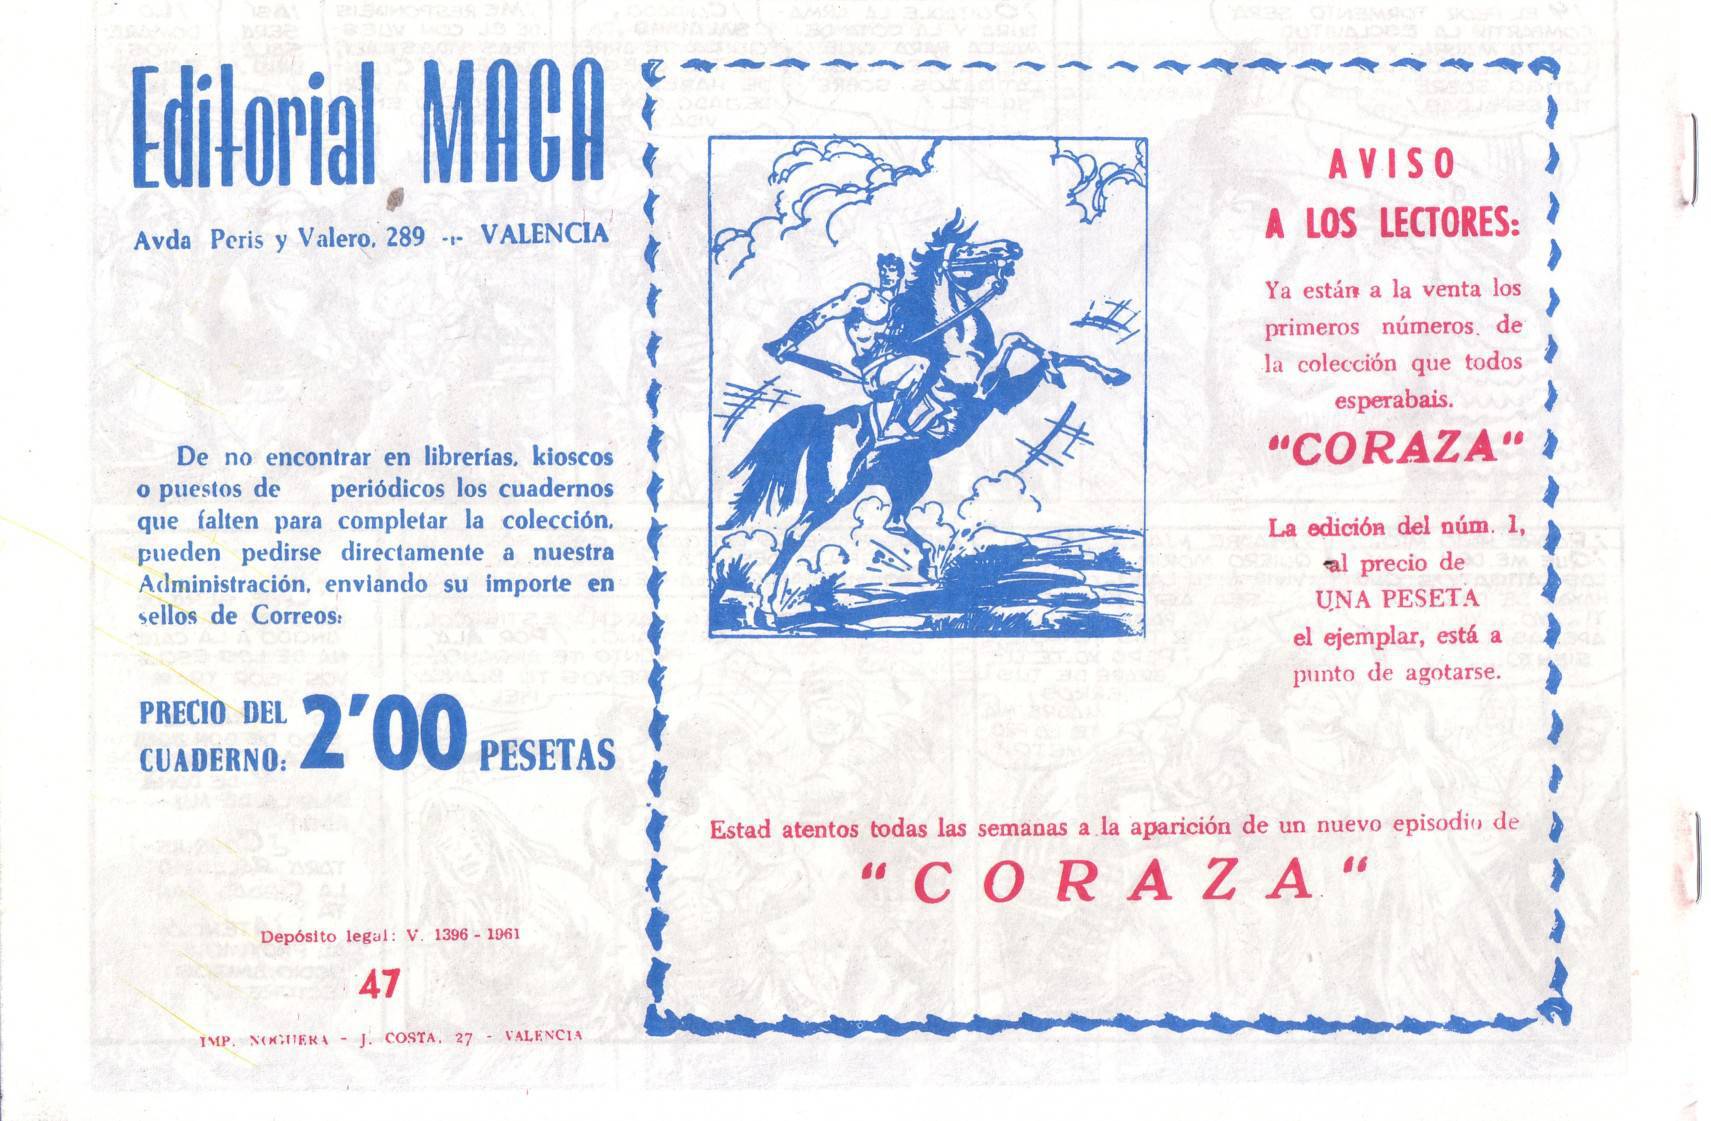 Editorial MAGA
Avda Peris y Valero, 289 -:- VALENCIA
De no encontrar en librerías, kioscos
o puestos de periódicos los cuadernos
que falten para completar la colección,
pueden pedirse directamente a nuestra
Administración, enviando su importe en
sellos de Correos:
PRECIO DEL
CUADERNO: 2'00 PESETAS
Depósito legal: V. 1396 - 1961
47
IMP. NOGUERA - J. COSTA, 27 - VALENCIA
AVISO
A LOS LECTORES:
Ya están a la venta los
primeros números de
la colección que todos
esperabais.
"CORAZA"
La edición del núm. 1,
al precio de
UNA PESETA
el ejemplar, está a
punto de agotarse.
Estad atentos todas las semanas a la aparición de un nuevo episodio de
"CORAZA"